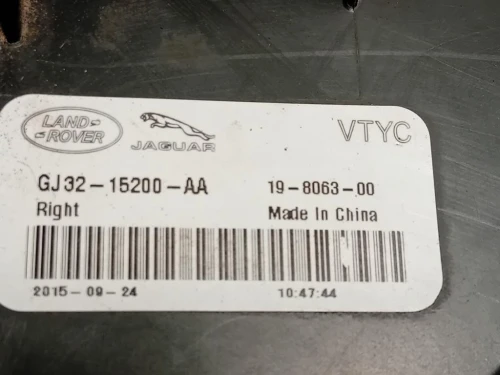 LAND ROVER
JAGUAR
VTYC
GJ32-15200-AA 19-8063-00
Right Made In China
2015-09-24 10:47:44